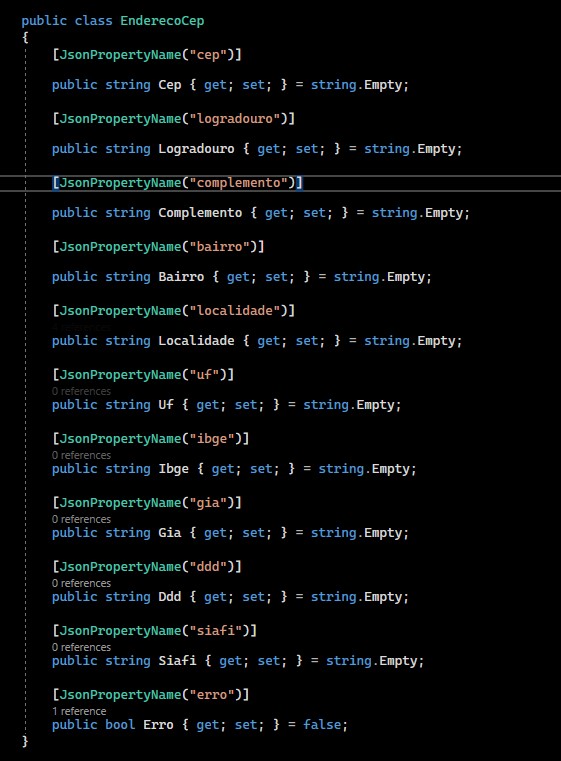 public class EnderecoCep
{
[JsonPropertyName("cep")]
public string Cep { get; set; } = string.Empty;
[JsonPropertyName("logradouro")]
public string Logradouro { get; set; } = string.Empty;
[JsonPropertyName("complemento")]
public string Complemento { get; set; } = string.Empty;
[JsonPropertyName("bairro")]
public string Bairro { get; set; } = string.Empty;
[JsonPropertyName("localidade")]
public string Localidade { get; set; } = string.Empty;
[JsonPropertyName("uf")]
0 references
public string Uf { get; set; } = string.Empty;
[JsonPropertyName("ibge")]
0 references
public string Ibge { get; set; } = string.Empty;
[JsonPropertyName("gia")]
0 references
public string Gia { get; set; } = string.Empty;
[JsonPropertyName("ddd")]
0 references
public string Ddd { get; set; } = string.Empty;
[JsonPropertyName("siafi")]
0 references
public string Siafi { get; set; } = string.Empty;
[JsonPropertyName("erro")]
1 reference
public bool Erro { get; set; } = false;
}